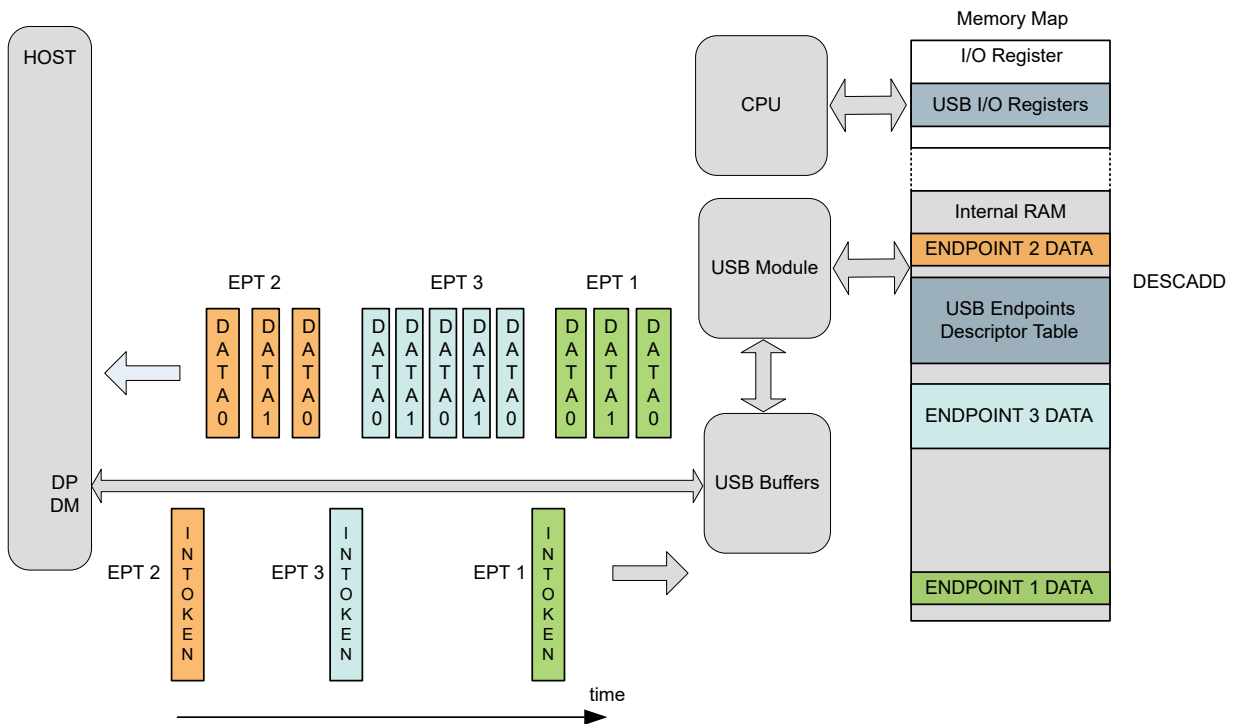 Memory Map
HOST
I/O Register
CPU
USB I/O Registers
Internal RAM
ENDPOINT 2 DATA
USB Module
EPT 2
EPT 3
EPT 1
DESCADD
USB Endpoints
Descriptor Table
DATA0
DATA1
DATA0
DATA0
DATA1
DATA0
DATA1
DATA0
DATA0
DATA1
DATA0
ENDPOINT 3 DATA
DP
DM
USB Buffers
EPT 2
INTOKEN
EPT 3
INTOKEN
EPT 1
INTOKEN
ENDPOINT 1 DATA
time